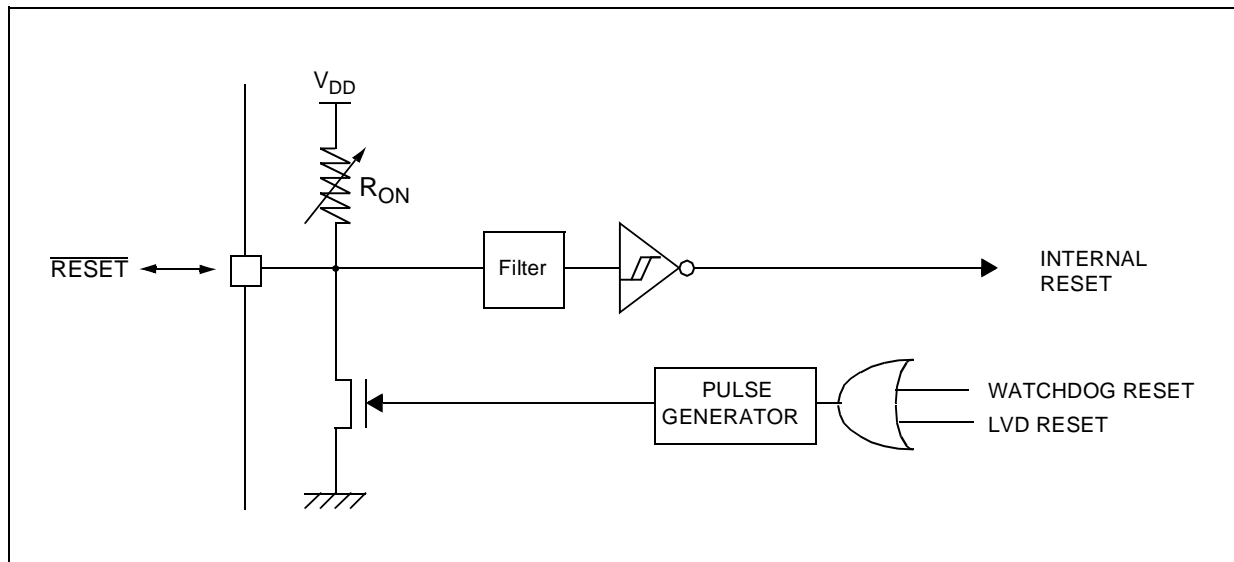 VDD
RON
RESET
Filter
INTERNAL
RESET
PULSE
GENERATOR
WATCHDOG RESET
LVD RESET